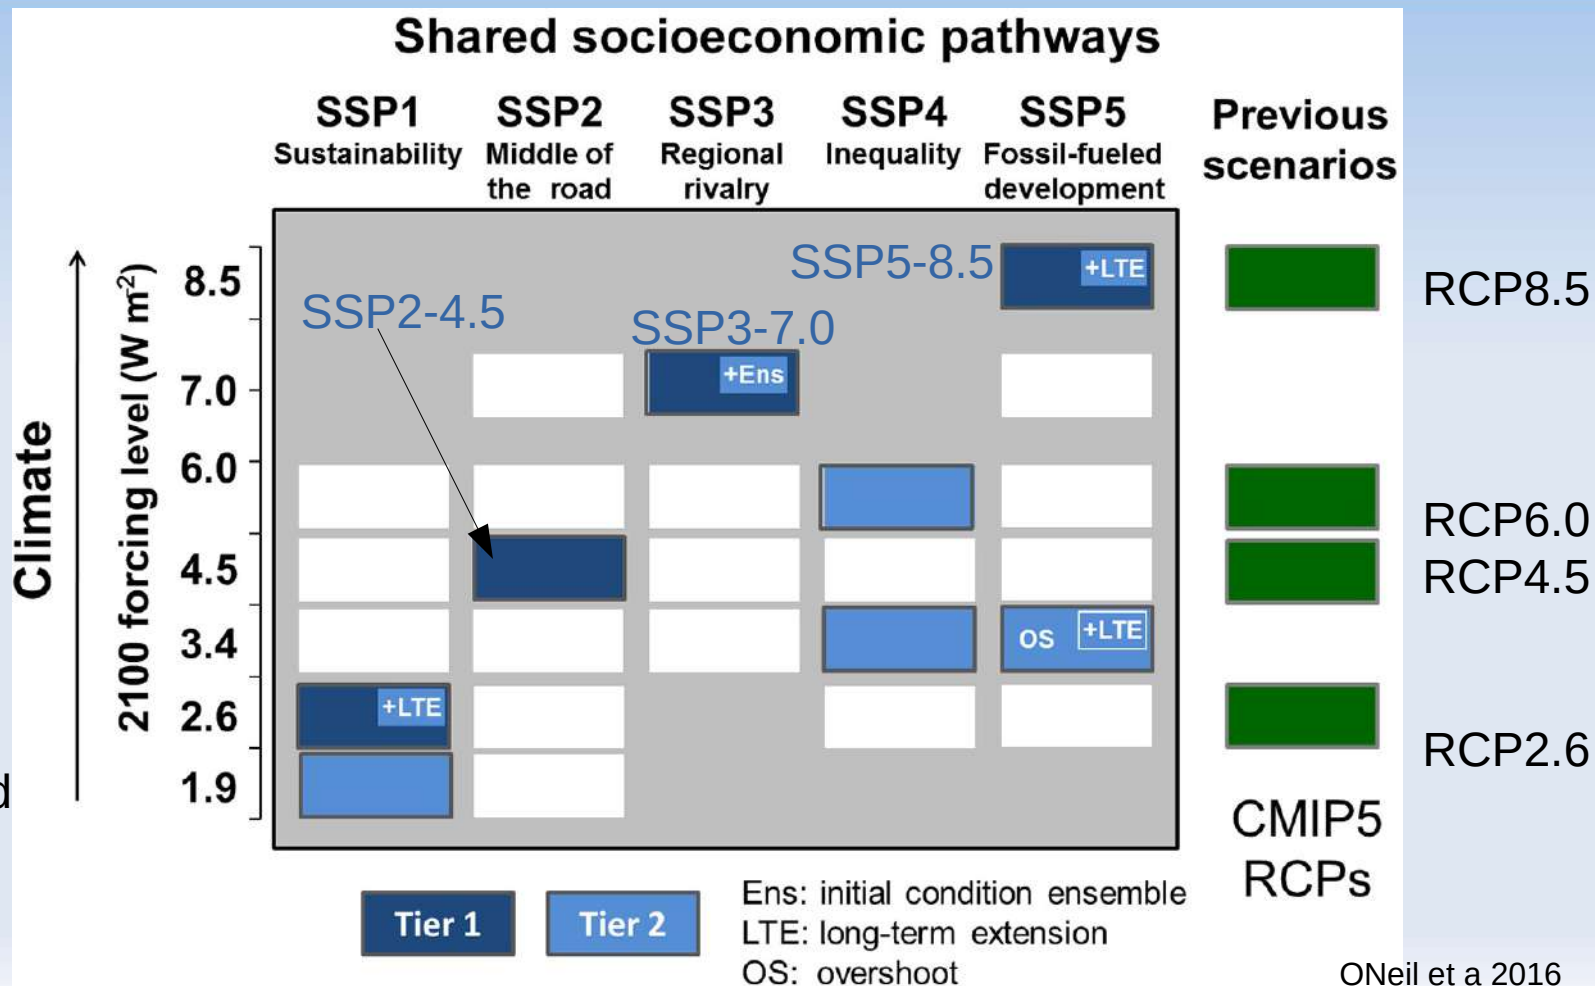 Shared socioeconomic pathways
SSP1 SSP2 SSP3 SSP4 SSP5
Sustainability Middle of the road Regional rivalry Inequality Fossil-fueled development
Previous scenarios
Climate
2100 forcing level (W m-2)
8.5
SSP5-8.5
+LTE
RCP8.5
SSP2-4.5
SSP3-7.0
7.0
+Ens
6.0
RCP6.0
4.5
RCP4.5
3.4
OS
+LTE
2.6
+LTE
RCP2.6
1.9
d
CMIP5
RCPs
Tier 1
Tier 2
Ens: initial condition ensemble
LTE: long-term extension
OS: overshoot
ONeil et a 2016